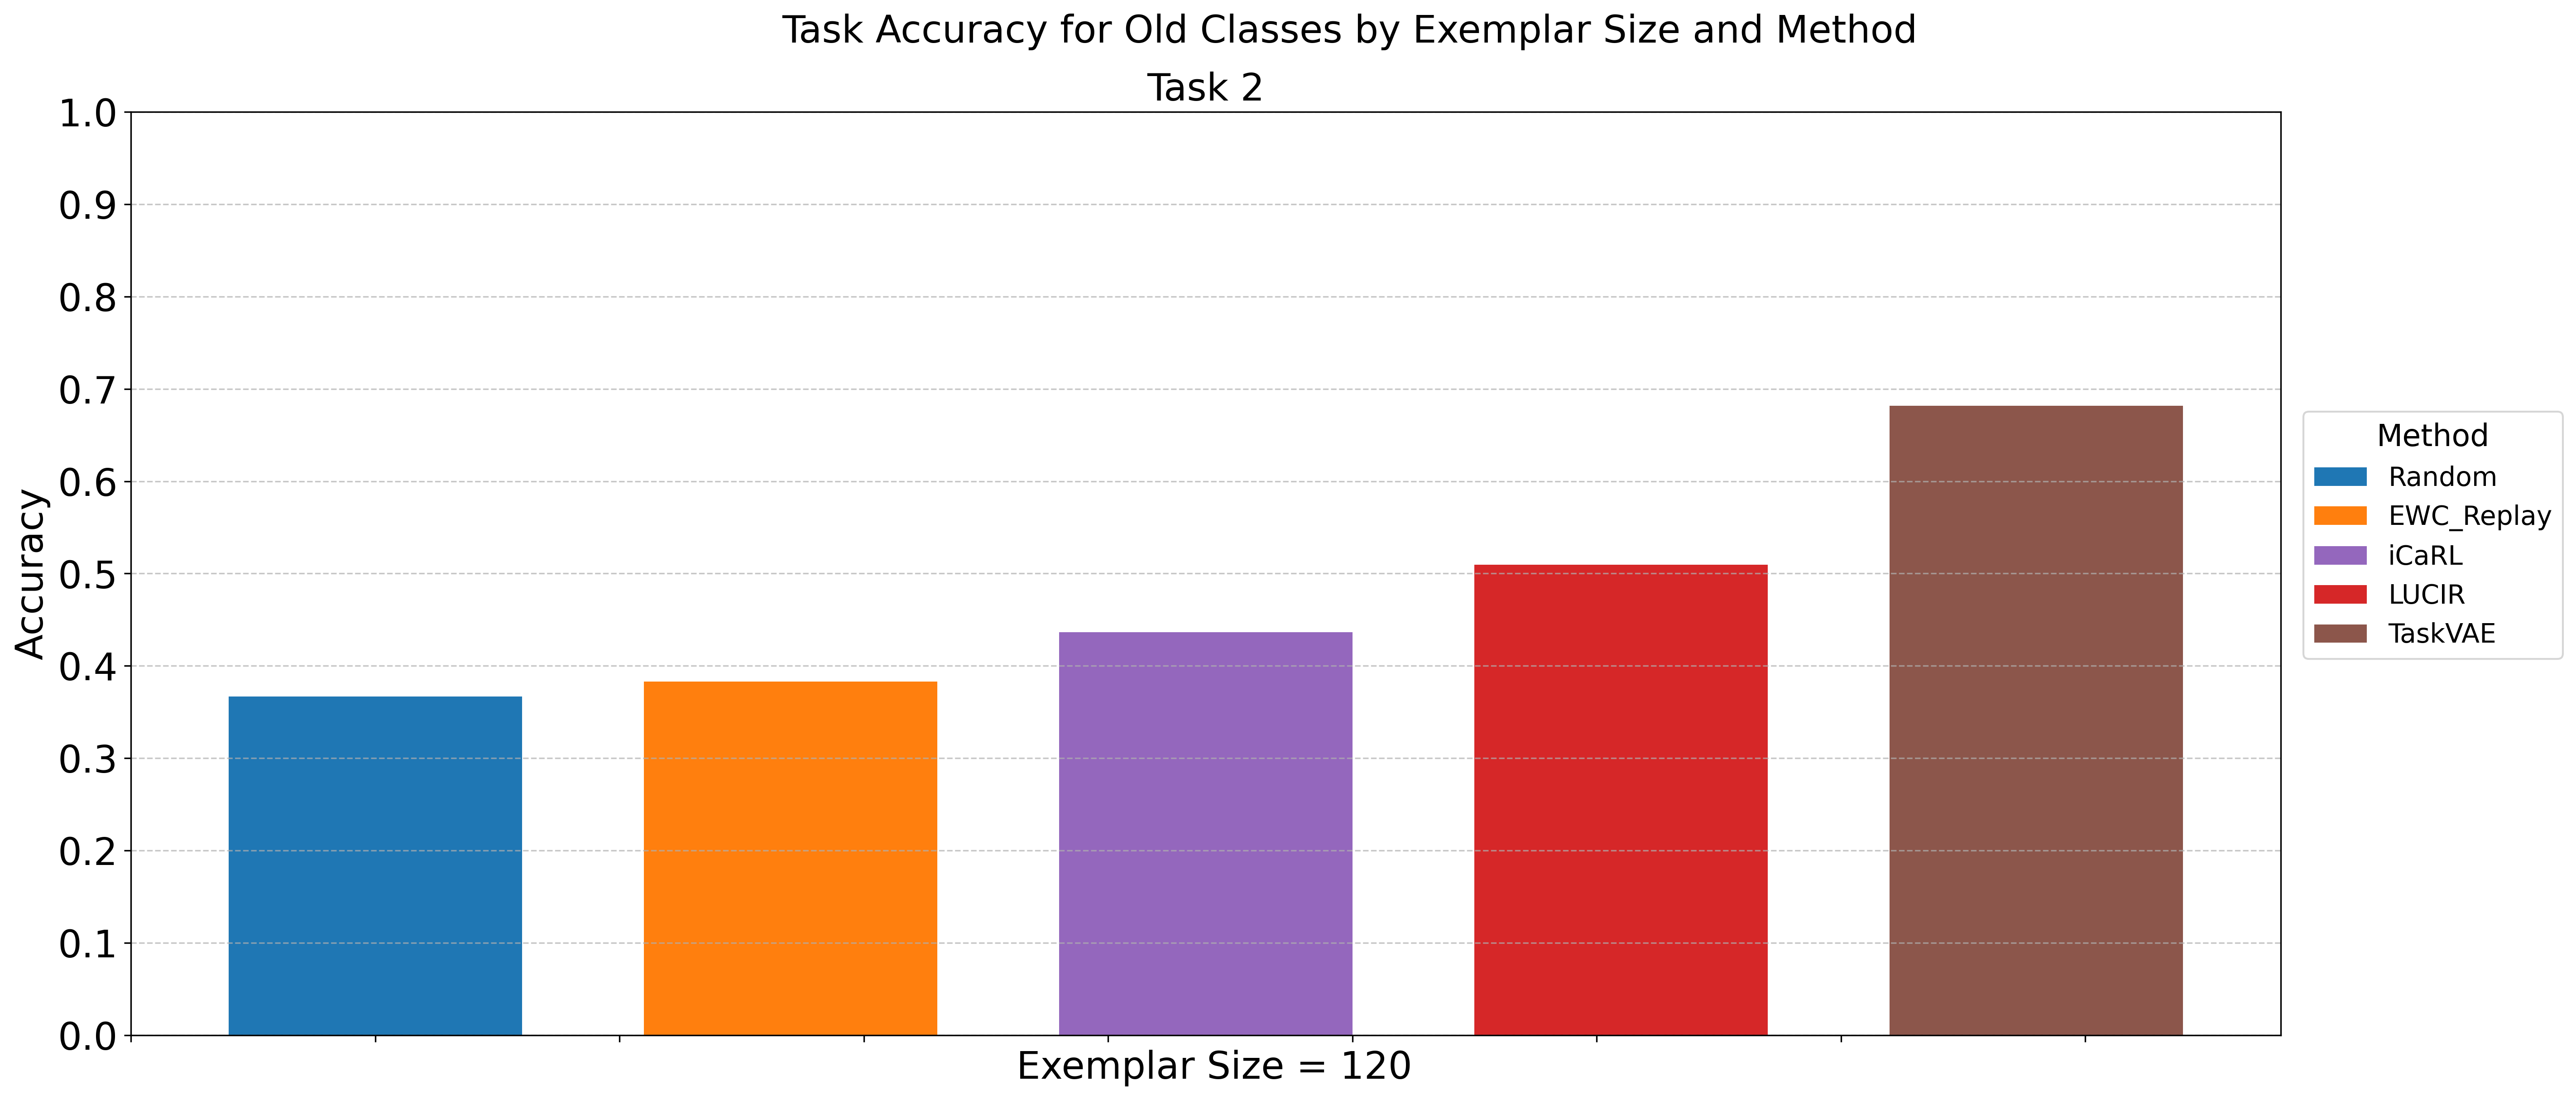 Task Accuracy for Old Classes by Exemplar Size and Method
Task 2
1.0
0.9
0.8
0.7
0.6
0.5
0.4
0.3
0.2
0.1
0.0
Accuracy
Exemplar Size = 120
Method
Random
EWC_Replay
iCaRL
LUCIR
TaskVAE